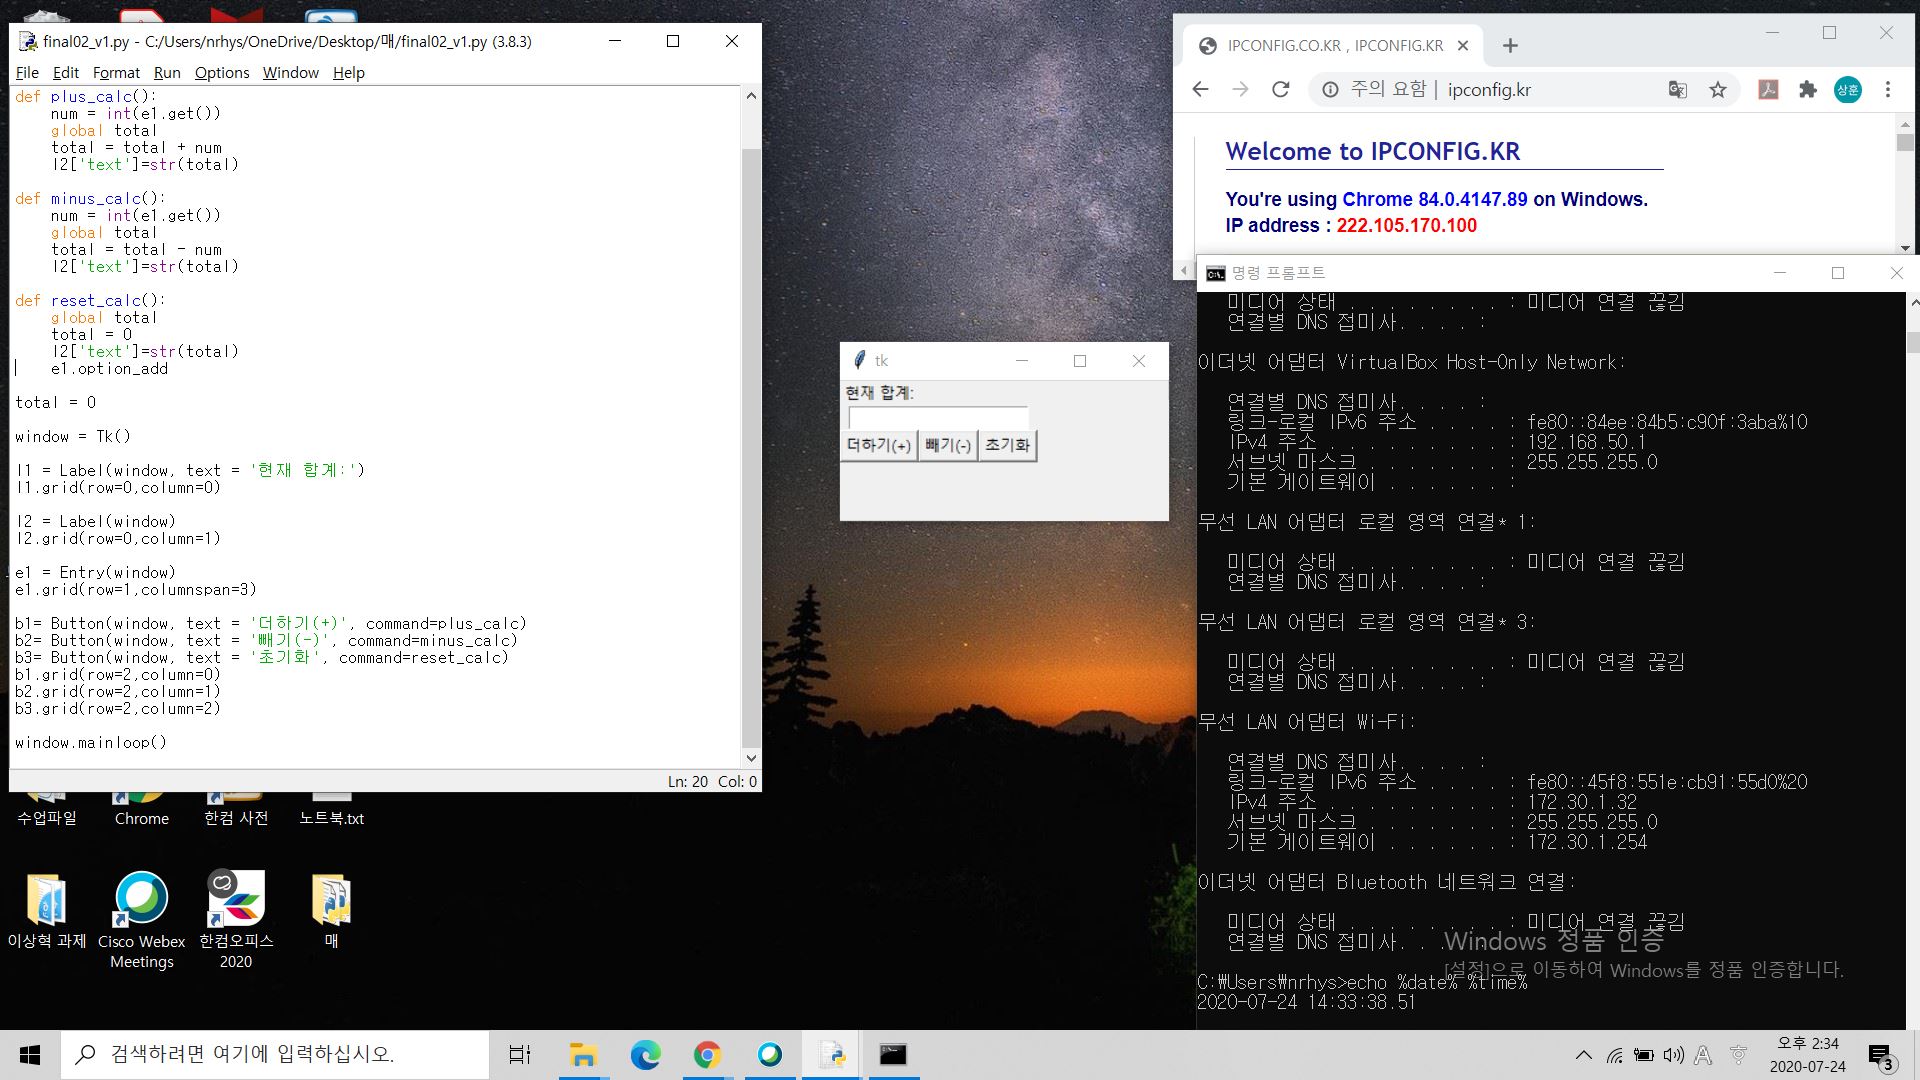 final02_v1.py - C:/Users/nrhys/OneDrive/Desktop/매/final02_v1.py (3.8.3)
File Edit Format Run Options Window Help
def plus_calc():
    num = int(e1.get())
    global total
    total = total + num
    l2['text']=str(total)

def minus_calc():
    num = int(e1.get())
    global total
    total = total - num
    l2['text']=str(total)

def reset_calc():
    global total
    total = 0
    l2['text']=str(total)
    e1.option_add

total = 0

window = Tk()

l1 = Label(window, text = '현재 합계:')
l1.grid(row=0,column=0)

l2 = Label(window)
l2.grid(row=0,column=1)

e1 = Entry(window)
e1.grid(row=1,columnspan=3)

b1= Button(window, text = '더하기(+)', command=plus_calc)
b2= Button(window, text = '빼기(-)', command=minus_calc)
b3= Button(window, text = '초기화', command=reset_calc)
b1.grid(row=2,column=0)
b2.grid(row=2,column=1)
b3.grid(row=2,column=2)

window.mainloop()
Ln: 20 Col: 0
수업파일
Chrome
한컴 사전
노트북.txt
이상혁 과제
Cisco Webex Meetings
한컴오피스 2020
매
tk
현재 합계:
더하기(+) 빼기(-) 초기화
IPCONFIG.CO.KR , IPCONFIG.KR
주의 요함 | ipconfig.kr
상훈
Welcome to IPCONFIG.KR
You're using Chrome 84.0.4147.89 on Windows.
IP address : 222.105.170.100
명령 프롬프트
미디어 상태 . . . . . . . . : 미디어 연결 끊김
연결별 DNS 접미사. . . . :
이더넷 어댑터 VirtualBox Host-Only Network:
연결별 DNS 접미사. . . . :
링크-로컬 IPv6 주소 . . . . : fe80::84ee:84b5:c90f:3aba%10
IPv4 주소 . . . . . . . . . : 192.168.50.1
서브넷 마스크 . . . . . . . : 255.255.255.0
기본 게이트웨이 . . . . . . :
무선 LAN 어댑터 로컬 영역 연결* 1:
미디어 상태 . . . . . . . . : 미디어 연결 끊김
연결별 DNS 접미사. . . . :
무선 LAN 어댑터 로컬 영역 연결* 3:
미디어 상태 . . . . . . . . : 미디어 연결 끊김
연결별 DNS 접미사. . . . :
무선 LAN 어댑터 Wi-Fi:
연결별 DNS 접미사. . . . :
링크-로컬 IPv6 주소 . . . . : fe80::45f8:551e:cb91:55d0%20
IPv4 주소 . . . . . . . . . : 172.30.1.32
서브넷 마스크 . . . . . . . : 255.255.255.0
기본 게이트웨이 . . . . . . : 172.30.1.254
이더넷 어댑터 Bluetooth 네트워크 연결:
미디어 상태 . . . . . . . . : 미디어 연결 끊김
연결별 DNS 접미사. . . .
Windows 정품 인증
[설정]으로 이동하여 Windows를 정품 인증합니다.
C:\Users\nrhys>echo %date% %time%
2020-07-24 14:33:38.51
검색하려면 여기에 입력하십시오.
A
오후 2:34
2020-07-24
3